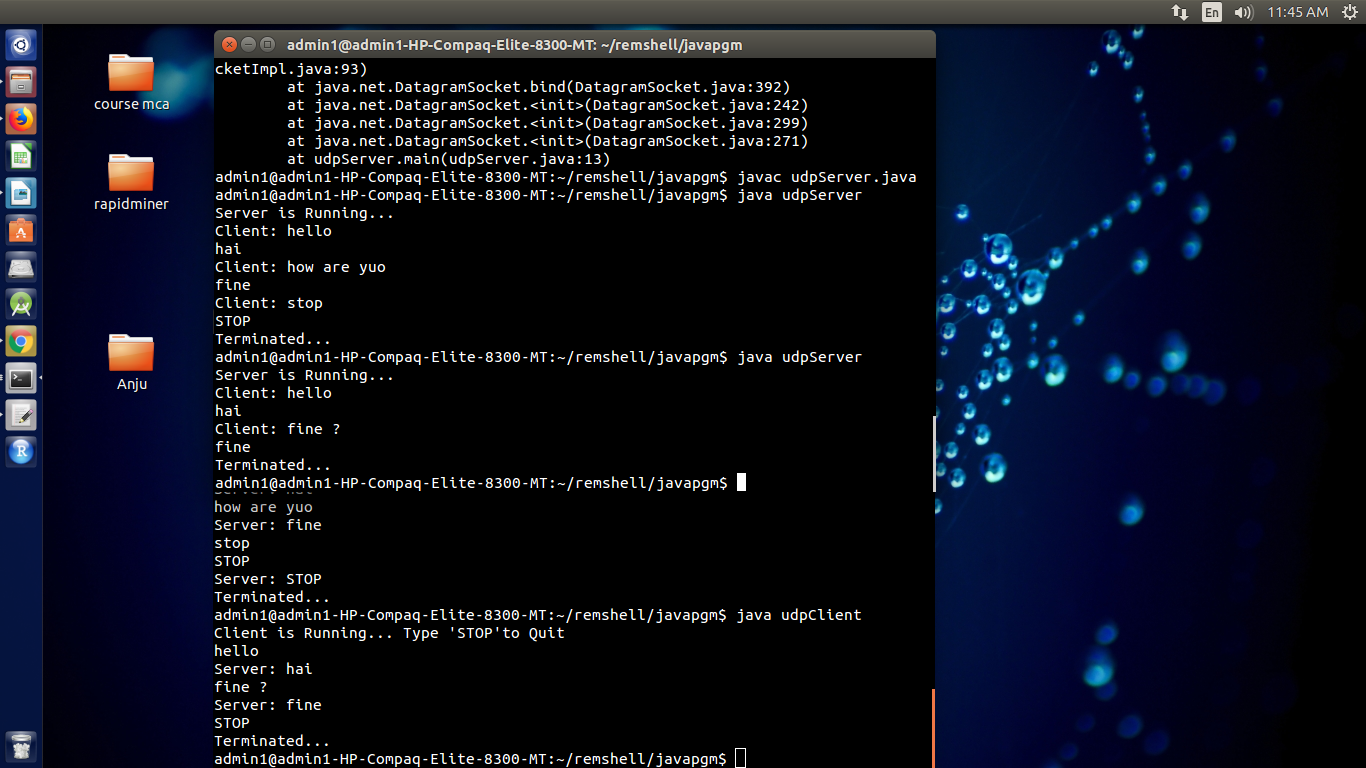 En
11:45 AM
admin1@admin1-HP-Compaq-Elite-8300-MT: ~/remshell/javapgm
course mca
rapidminer
Anju
cketImpl.java:93)
at java.net.DatagramSocket.bind(DatagramSocket.java:392)
at java.net.DatagramSocket.<init>(DatagramSocket.java:242)
at java.net.DatagramSocket.<init>(DatagramSocket.java:299)
at java.net.DatagramSocket.<init>(DatagramSocket.java:271)
at udpServer.main(udpServer.java:13)
admin1@admin1-HP-Compaq-Elite-8300-MT:~/remshell/javapgm$ javac udpServer.java
admin1@admin1-HP-Compaq-Elite-8300-MT:~/remshell/javapgm$ java udpServer
Server is Running...
Client: hello
hai
Client: how are yuo
fine
Client: stop
STOP
Terminated...
admin1@admin1-HP-Compaq-Elite-8300-MT:~/remshell/javapgm$ java udpServer
Server is Running...
Client: hello
hai
Client: fine ?
fine
Terminated...
admin1@admin1-HP-Compaq-Elite-8300-MT:~/remshell/javapgm$
Server: hai
how are yuo
Server: fine
stop
STOP
Server: STOP
Terminated...
admin1@admin1-HP-Compaq-Elite-8300-MT:~/remshell/javapgm$ java udpClient
Client is Running... Type 'STOP'to Quit
hello
Server: hai
fine ?
Server: fine
STOP
Terminated...
admin1@admin1-HP-Compaq-Elite-8300-MT:~/remshell/javapgm$